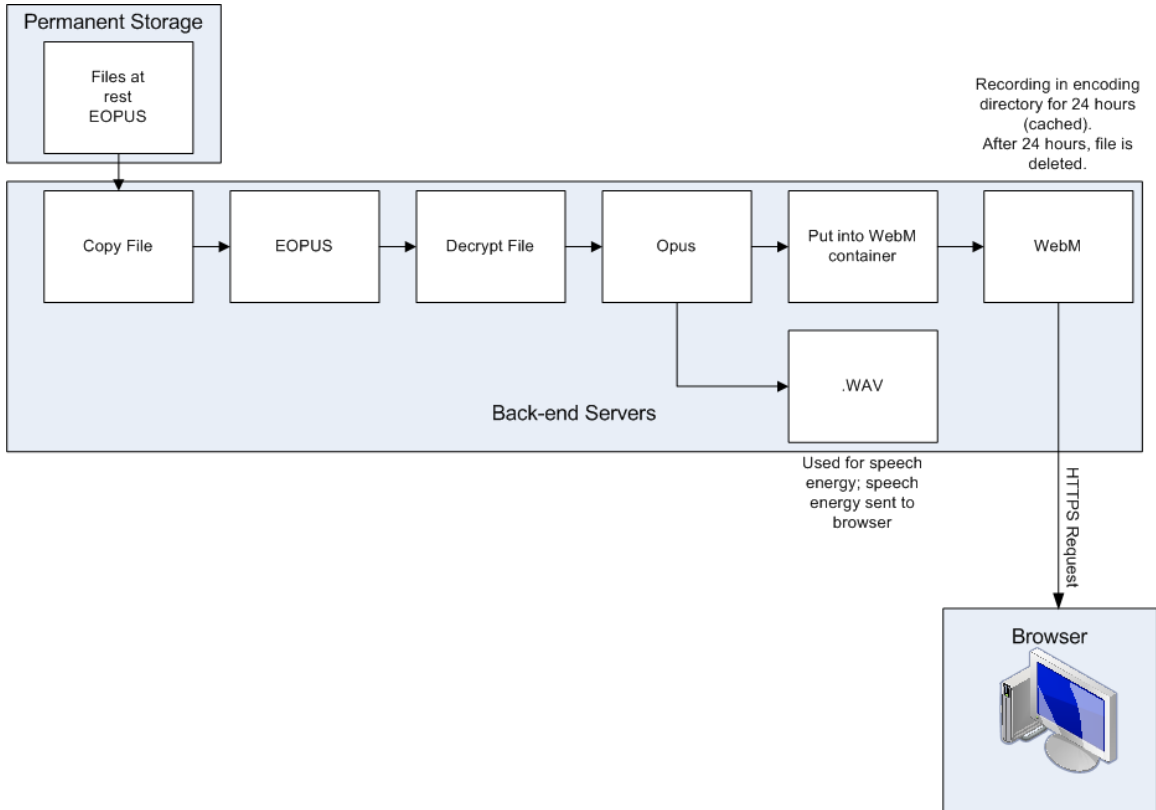 Permanent Storage
Files at
rest
EOPUS
Recording in encoding
directory for 24 hours
(cached).
After 24 hours, file is
deleted.
Copy File
EOPUS
Decrypt File
Opus
Put into WebM
container
WebM
.WAV
Back-end Servers
Used for speech
energy; speech
energy sent to
browser
HTTPS Request
Browser